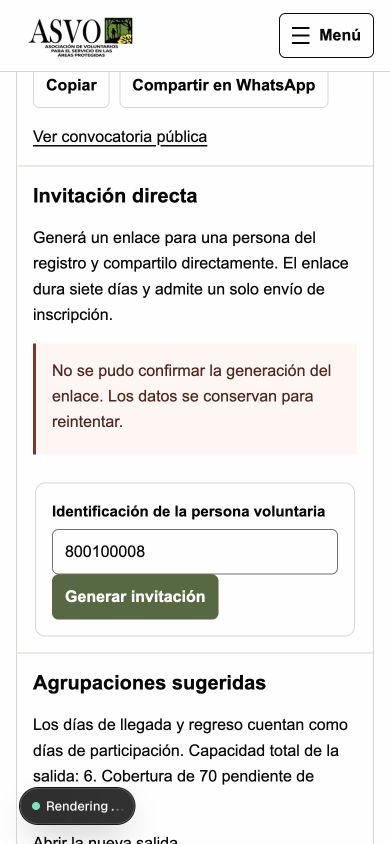 ASVO
ASOCIACIÓN DE VOLUNTARIOS
PARA EL SERVICIO EN LAS
ÁREAS PROTEGIDAS
Menú
Copiar
Compartir en WhatsApp
Ver convocatoria pública
Invitación directa
Generá un enlace para una persona del
registro y compartilo directamente. El enlace
dura siete días y admite un solo envío de
inscripción.
No se pudo confirmar la generación del
enlace. Los datos se conservan para
reintentar.
Identificación de la persona voluntaria
800100008
Generar invitación
Agrupaciones sugeridas
Los días de llegada y regreso cuentan como
días de participación. Capacidad total de la
salida: 6. Cobertura de 70 pendiente de
Rendering ...
Abrir la nueva salida